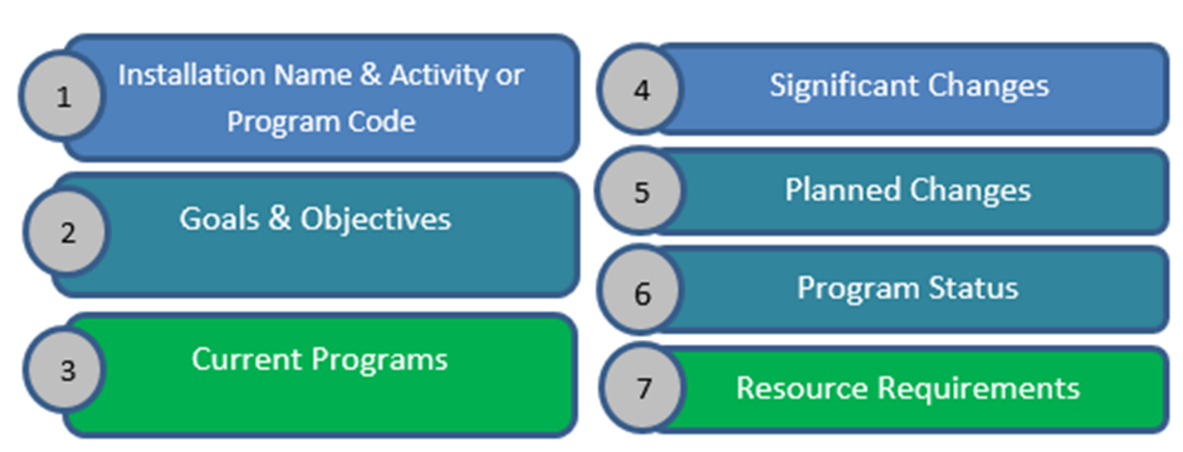 1
Installation Name & Activity or
Program Code
2
Goals & Objectives
3
Current Programs
4
Significant Changes
5
Planned Changes
6
Program Status
7
Resource Requirements